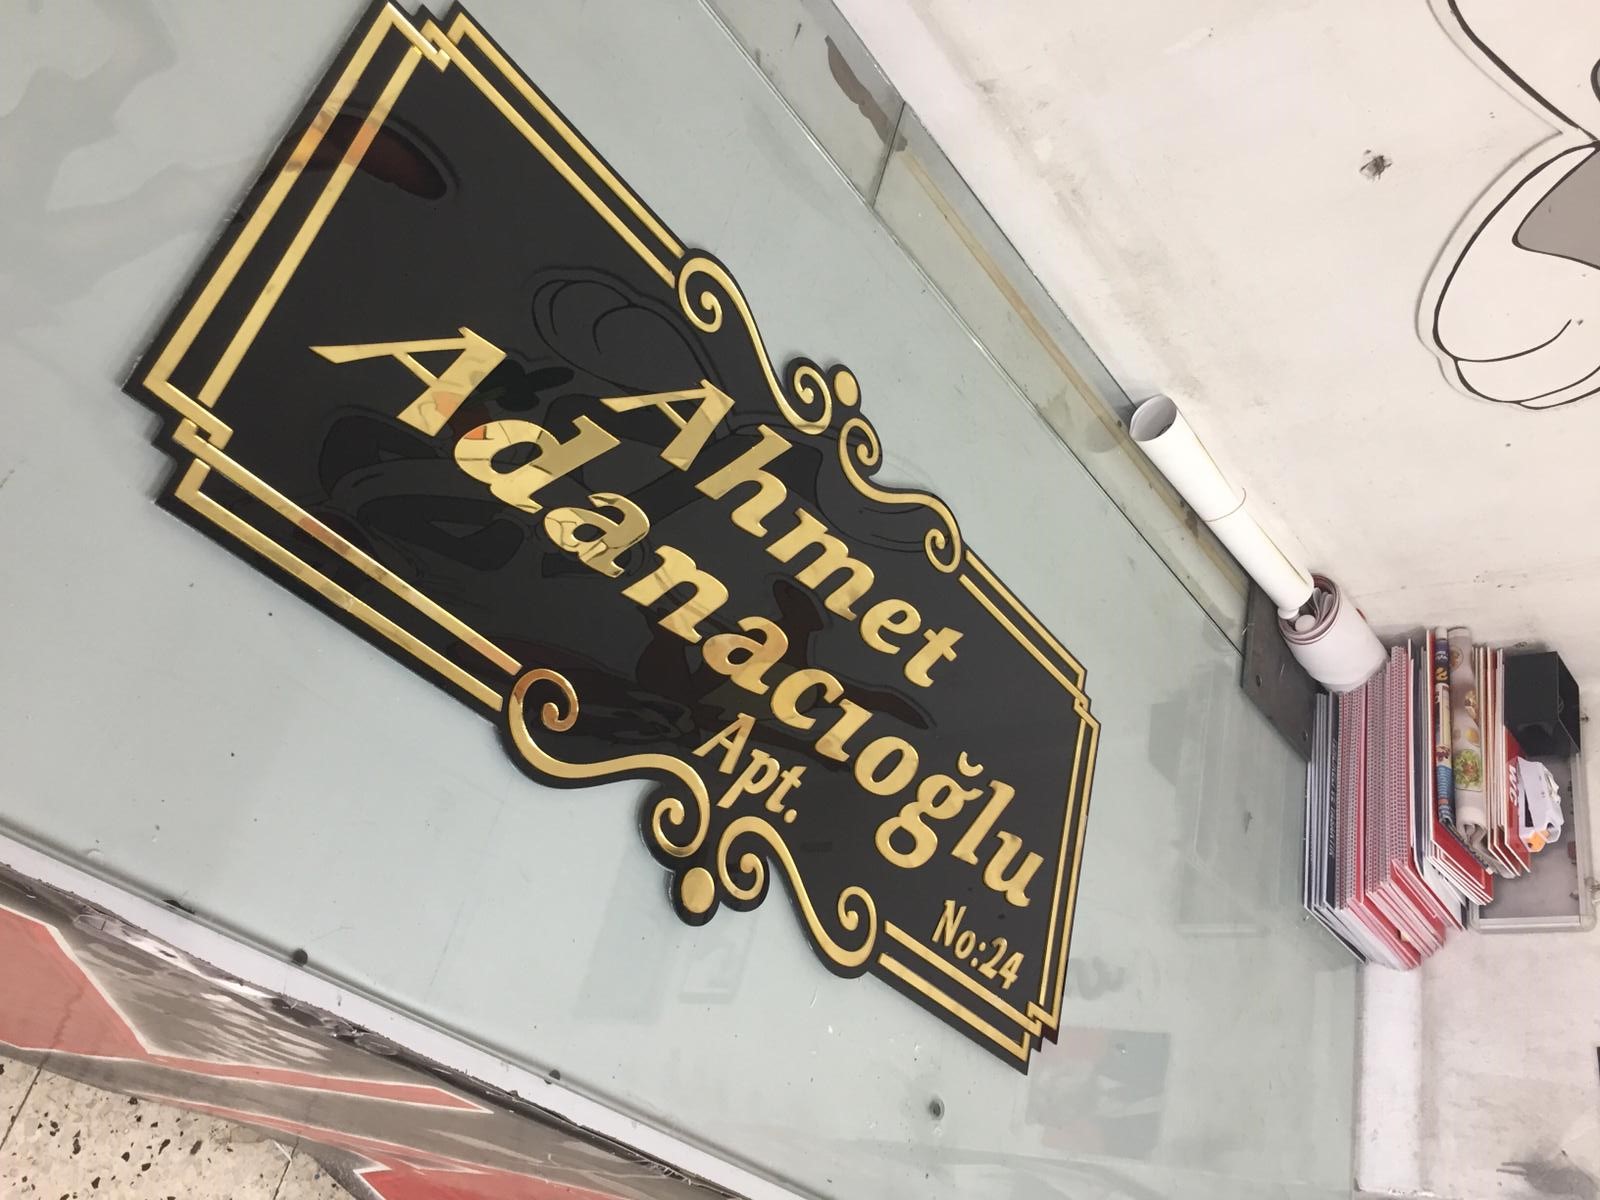 Ahmet
Adanacıoğlu
Apt.
No:24